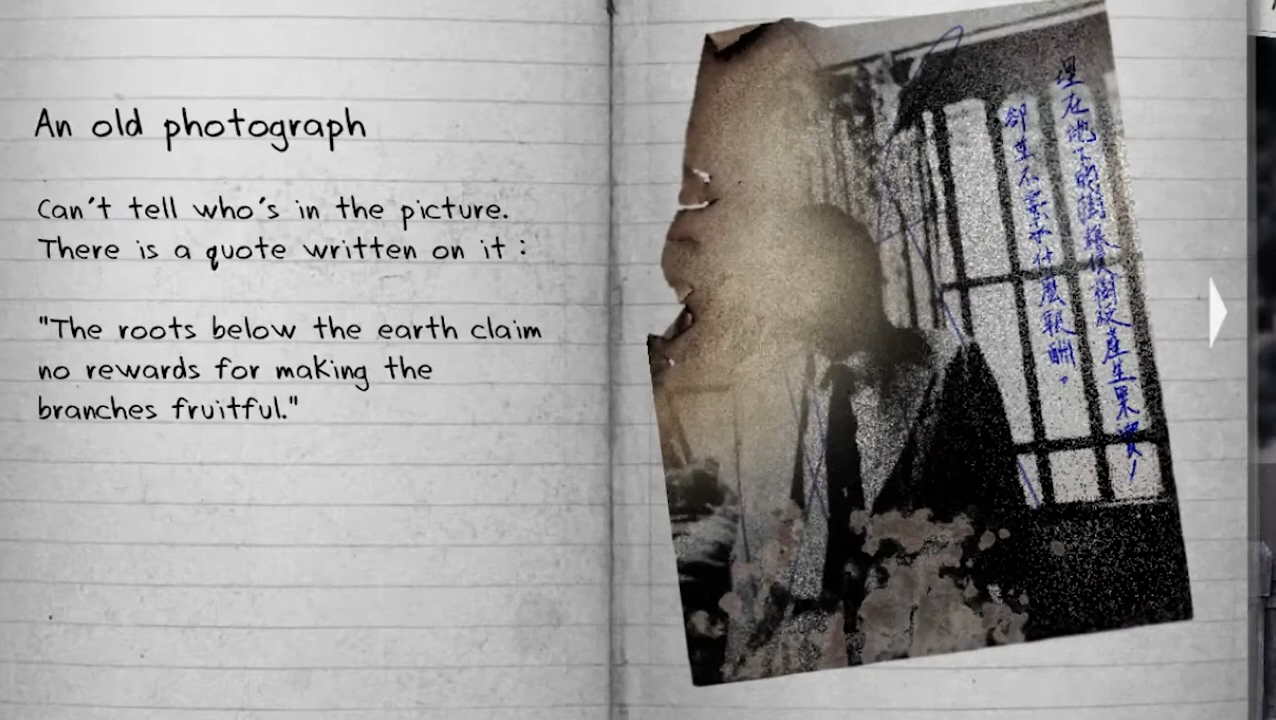 An old photograph
Can't tell who's in the picture.
There is a quote written on it :
"The roots below the earth claim
no rewards for making the
branches fruitful."
埋在地下的樹根使樹枝產生果實，
卻並不要求什麼報酬。